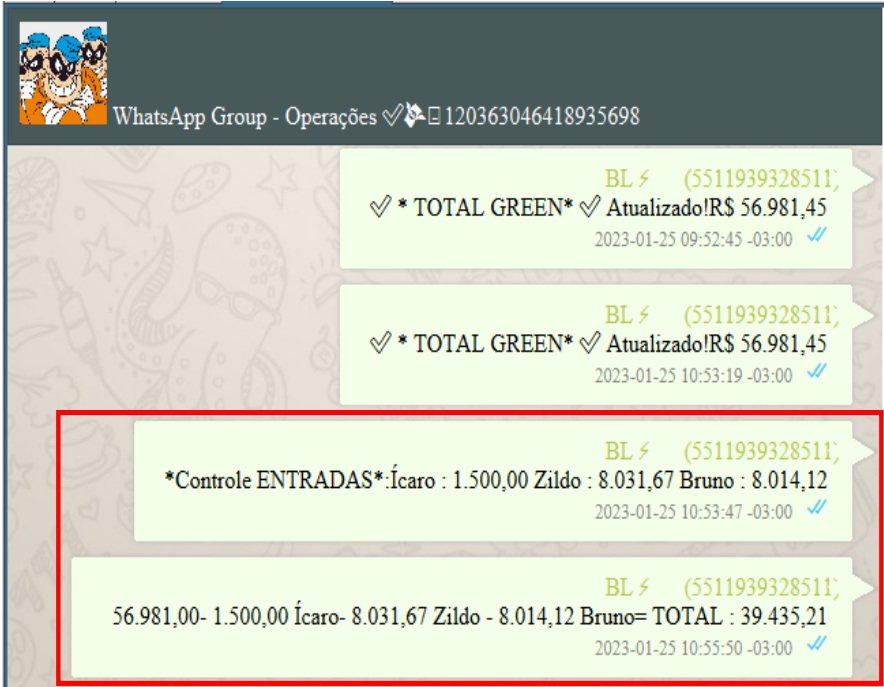 WhatsApp Group - Operações ✅💸📱120363046418935698
BL⚡ (5511939328511)
✅ * TOTAL GREEN* ✅ Atualizado!R$ 56.981,45
2023-01-25 09:52:45 -03:00
BL⚡ (5511939328511)
✅ * TOTAL GREEN* ✅ Atualizado!R$ 56.981,45
2023-01-25 10:53:19 -03:00
BL⚡ (5511939328511)
*Controle ENTRADAS*:Ícaro : 1.500,00 Zildo : 8.031,67 Bruno : 8.014,12
2023-01-25 10:53:47 -03:00
BL⚡ (5511939328511)
56.981,00- 1.500,00 Ícaro- 8.031,67 Zildo - 8.014,12 Bruno= TOTAL : 39.435,21
2023-01-25 10:55:50 -03:00